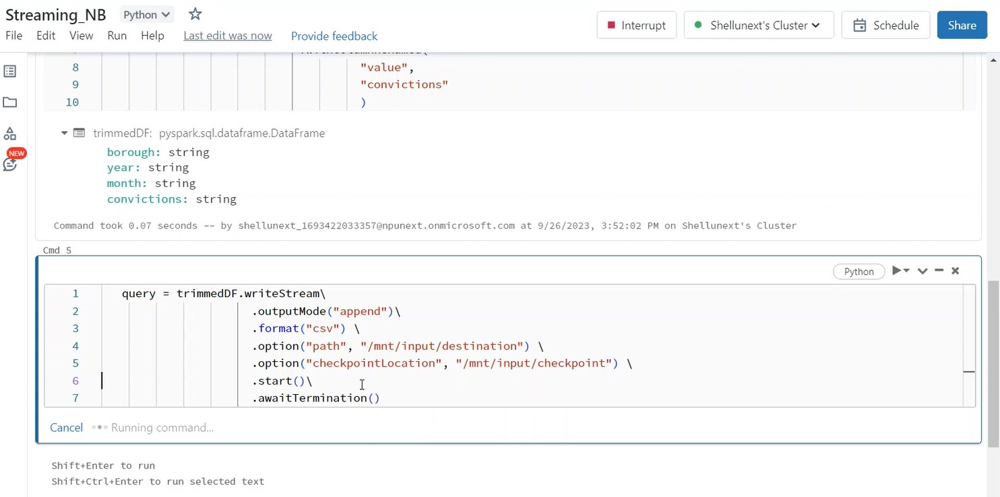 Streaming_NB Python
File Edit View Run Help Last edit was now Provide feedback
Interrupt Shellunext's Cluster Schedule Share
NEW
8 "value",
9 "convictions"
10 )
trimmedDF: pyspark.sql.dataframe.DataFrame
borough: string
year: string
month: string
convictions: string
Command took 0.07 seconds -- by shellunext_1693422033357@npunext.onmicrosoft.com at 9/26/2023, 3:52:02 PM on Shellunext's Cluster
Cmd 5
Python
1 query = trimmedDF.writeStream\
2 .outputMode("append")\
3 .format("csv") \
4 .option("path", "/mnt/input/destination") \
5 .option("checkpointLocation", "/mnt/input/checkpoint") \
6 .start()\
7 .awaitTermination()
Cancel Running command...
Shift+Enter to run
Shift+Ctrl+Enter to run selected text